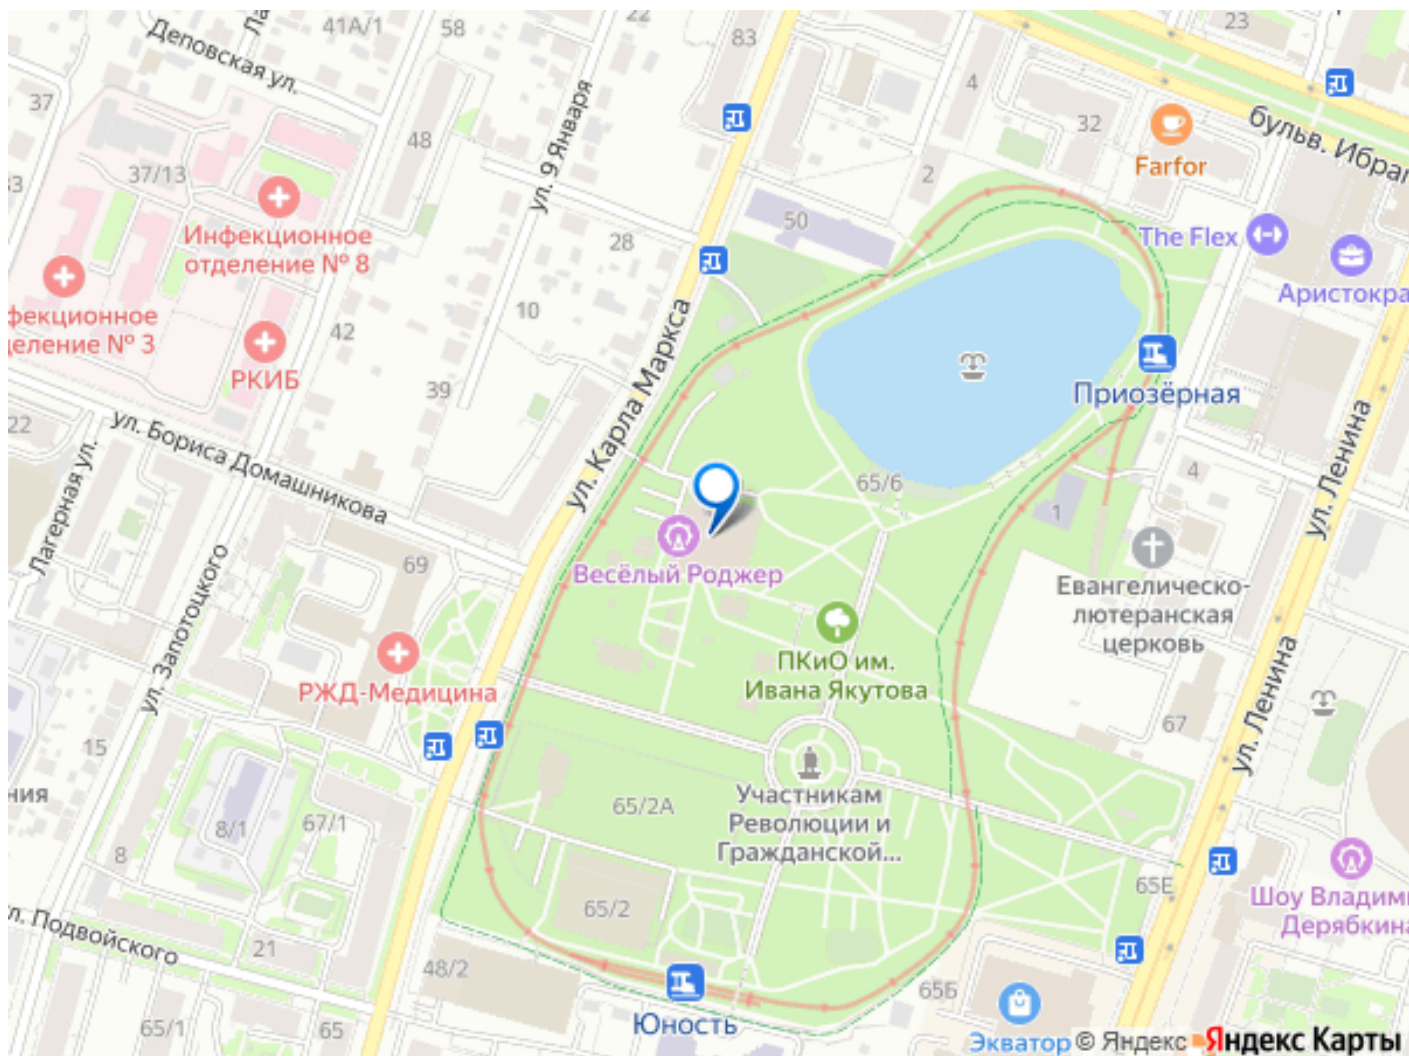 41А/1
58
65
23
83
Деповская ул.
37
48
ул. 9 Января
4
32
Farfor
бульв. Ибраг
37/13
2
50
28
The Flex
Инфекционное
отделение № 8
Аристокра
10
42
фекционное
деление № 3
РКИБ
39
ул. Карла Маркса
Приозёрная
22
ул. Бориса Домашникова
Лагерная ул.
ул. Ленина
65/6
4
1
69
Весёлый Роджер
Евангелическо-
лютеранская
церковь
ул. Запотоцкого
ПКиО им.
Ивана Якутова
РЖД-Медицина
ул. Ленина
67
15
ния
65/2А
Участникам
Революции и
Гражданской...
8/1
67/1
8
65Е
Шоу Владими
Дерябкина
65/2
л. Подвойского
21
48/2
65Б
Юность
65/1
65
Экватор
© Яндекс
Яндекс Карты